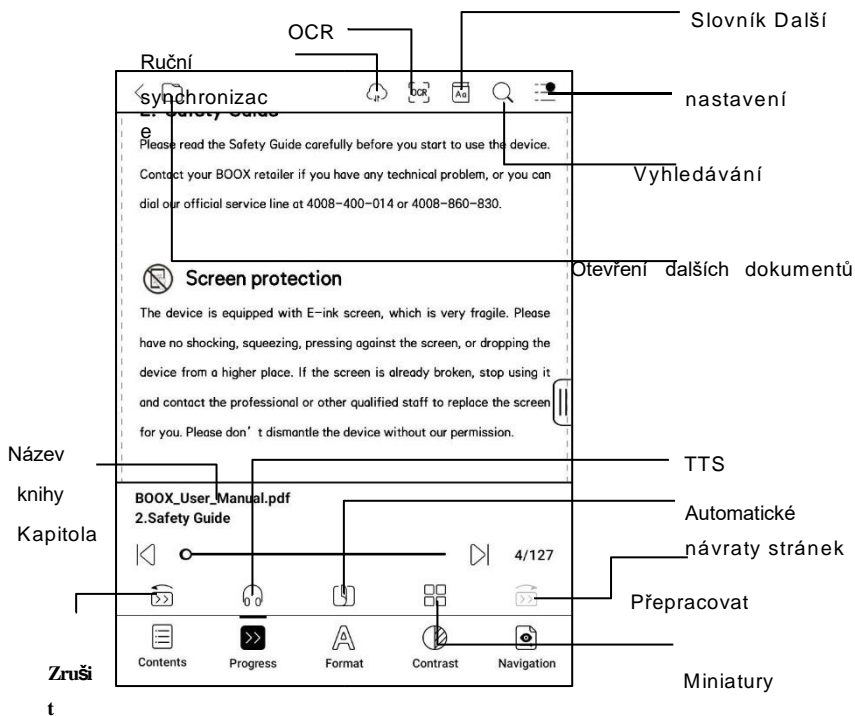 Slovník Další
OCR
Ruční
synchronizac
e
nastavení
OCR
Aa
2. Safety Guide
Please read the Safety Guide carefully before you start to use the device.
Contact your BOOX retailer if you have any technical problem, or you can
dial our official service line at 4008-400-014 or 4008-860-830.
Vyhledávání
Otevření dalších dokumentů
Screen protection
The device is equipped with E-ink screen, which is very fragile. Please
have no shocking, squeezing, pressing against the screen, or dropping the
device from a higher place. If the screen is already broken, stop using it
and contact the professional or other qualified staff to replace the screen
for you. Please don't dismantle the device without our permission.
Název
knihy
Kapitola
TTS
Automatické
návraty stránek
BOOX_User_Manual.pdf
2.Safety Guide
4/127
Přepracovat
Contents
Progress
Format
Contrast
Navigation
Zruši
t
Miniatury